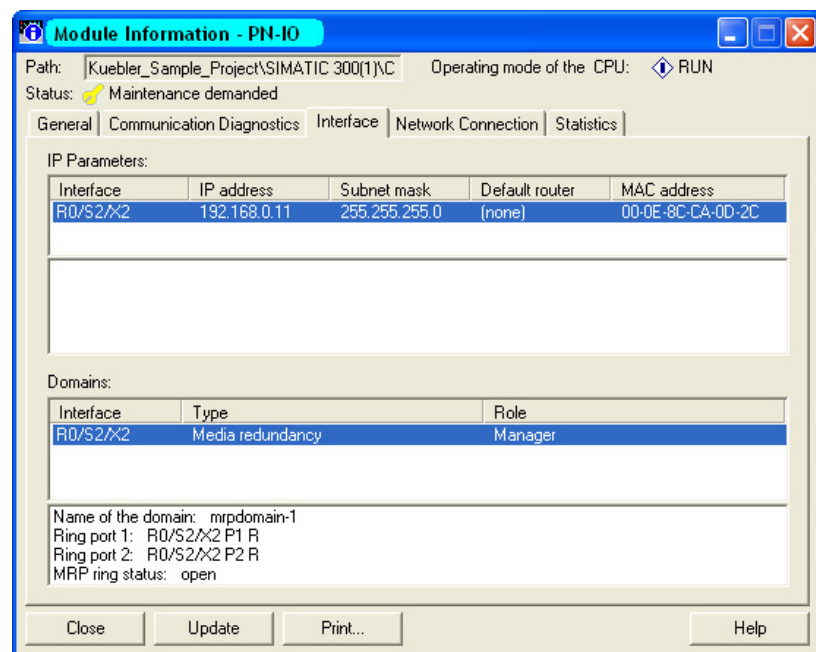 Module Information - PN-IO
Path: Kuebler_Sample_Project\SIMATIC 300(1)\C Operating mode of the CPU: RUN
Status: Maintenance demanded
General Communication Diagnostics Interface Network Connection Statistics
IP Parameters:
Interface IP address Subnet mask Default router MAC address
R0/S2/X2 192.168.0.11 255.255.255.0 (none) 00-0E-8C-CA-0D-2C
Domains:
Interface Type Role
R0/S2/X2 Media redundancy Manager
Name of the domain: mrpdomain-1
Ring port 1: R0/S2/X2 P1 R
Ring port 2: R0/S2/X2 P2 R
MRP ring status: open
Close Update Print... Help